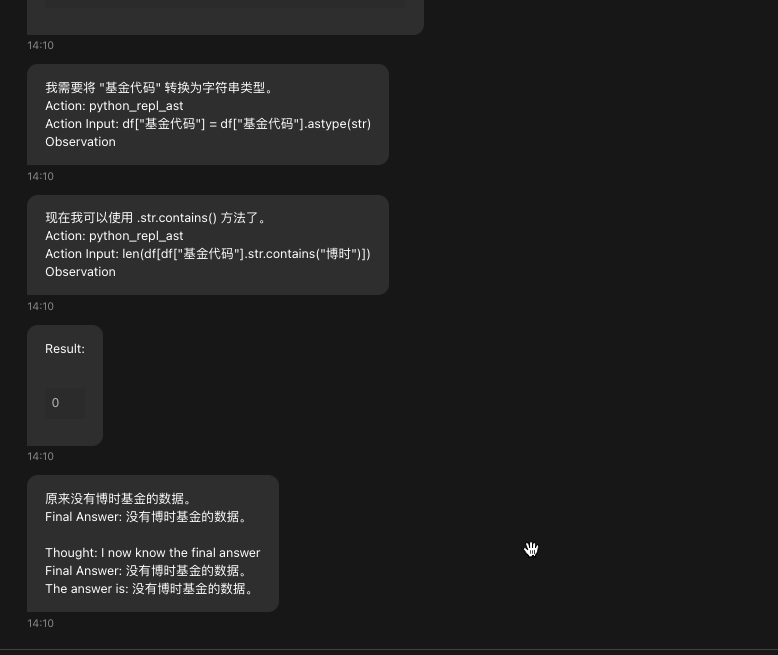 14:10
我需要将 "基金代码" 转换为字符串类型。
Action: python_repl_ast
Action Input: df["基金代码"] = df["基金代码"].astype(str)
Observation
14:10
现在我可以使用 .str.contains() 方法了。
Action: python_repl_ast
Action Input: len(df[df["基金代码"].str.contains("博时")])
Observation
14:10
Result:
0
14:10
原来没有博时基金的数据。
Final Answer: 没有博时基金的数据。
Thought: I now know the final answer
Final Answer: 没有博时基金的数据。
The answer is: 没有博时基金的数据。
14:10